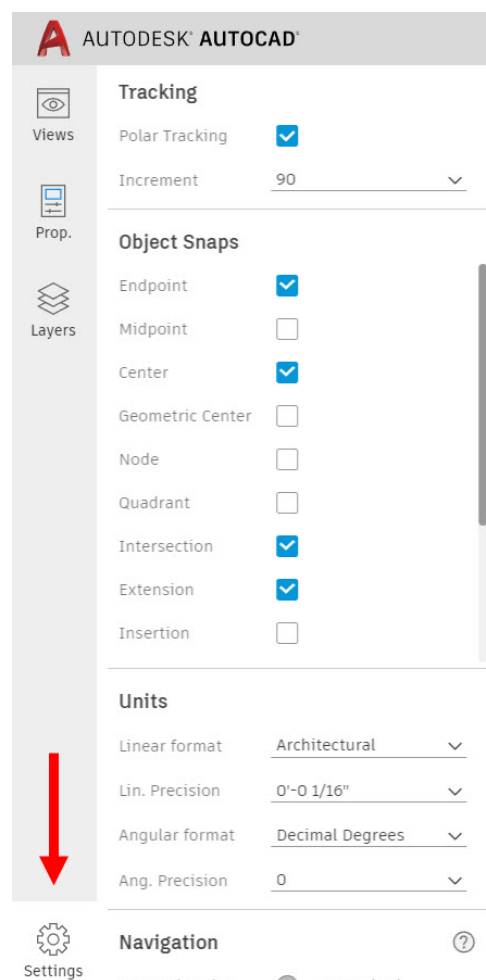 AUTODESK® AUTOCAD®
Views
Prop.
Layers
Settings
Tracking
Polar Tracking
Increment 90
Object Snaps
Endpoint
Midpoint
Center
Geometric Center
Node
Quadrant
Intersection
Extension
Insertion
Units
Linear format Architectural
Lin. Precision 0'-0 1/16"
Angular format Decimal Degrees
Ang. Precision 0
Navigation ?